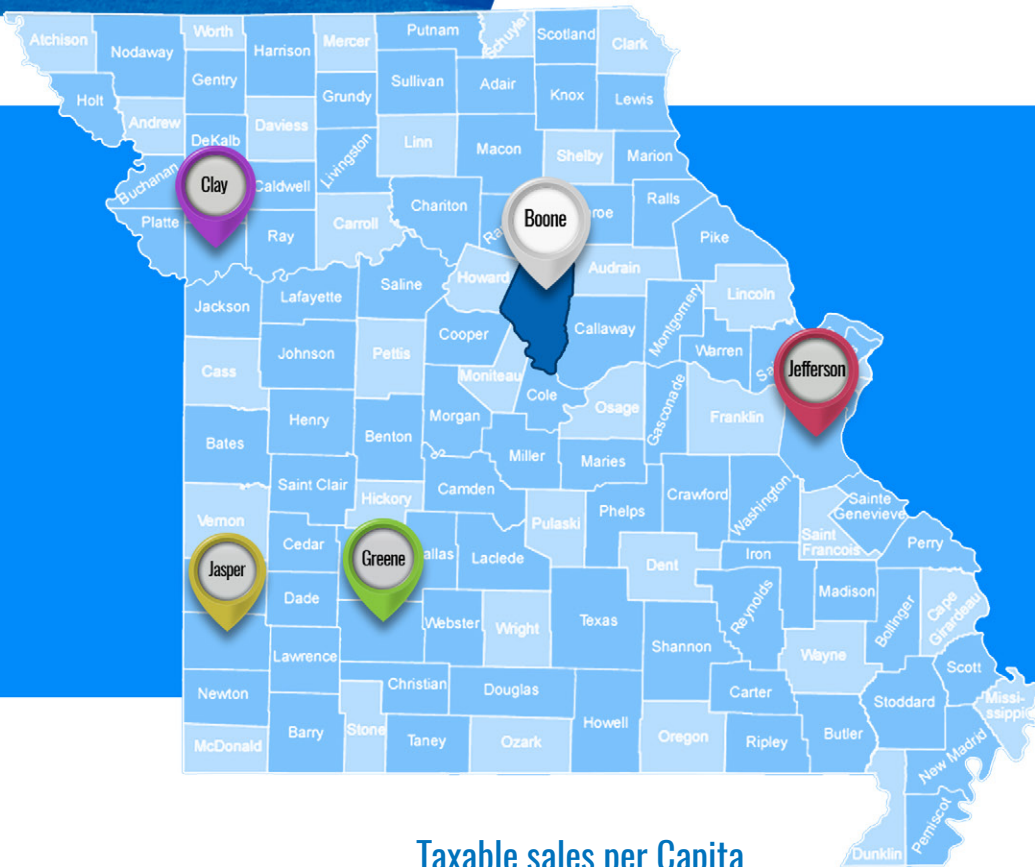 Atchison
Nodaway
Worth
Harrison
Mercer
Putnam
Schuyler
Scotland
Clark
Holt
Gentry
Grundy
Sullivan
Adair
Knox
Lewis
Andrew
DeKalb
Daviess
Livingston
Linn
Macon
Shelby
Marion
Buchanan
Clay
Caldwell
Chariton
Boone
roe
Ralls
Platte
Ray
Carroll
Ra
Pike
Howard
Audrain
Jackson
Lafayette
Saline
Lincoln
Cooper
Callaway
Montgomery
Warren
Sa
Jefferson
Cass
Johnson
Pettis
Moniteau
Cole
Osage
Gasconade
Franklin
Bates
Henry
Benton
Morgan
Miller
Maries
Saint Clair
Hickory
Camden
Pulaski
Phelps
Crawford
Washington
Sainte
Genevieve
Vernon
Cedar
Greene
allas
Laclede
Dent
Iron
Saint
Francois
Perry
Jasper
Dade
Webster
Wright
Texas
Shannon
Reynolds
Madison
Bollinger
Cape
Girardeau
Lawrence
Wayne
Scott
Newton
Christian
Douglas
Carter
Stoddard
Missi-
ssippi
McDonald
Barry
Stone
Taney
Ozark
Howell
Oregon
Ripley
Butler
New Madrid
Dunklin
Pemiscot
Taxable sales per Capita